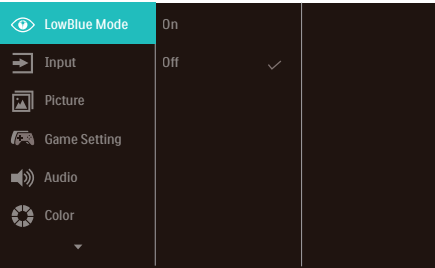 LowBlue Mode
On
Input
Off
Picture
Game Setting
Audio
Color